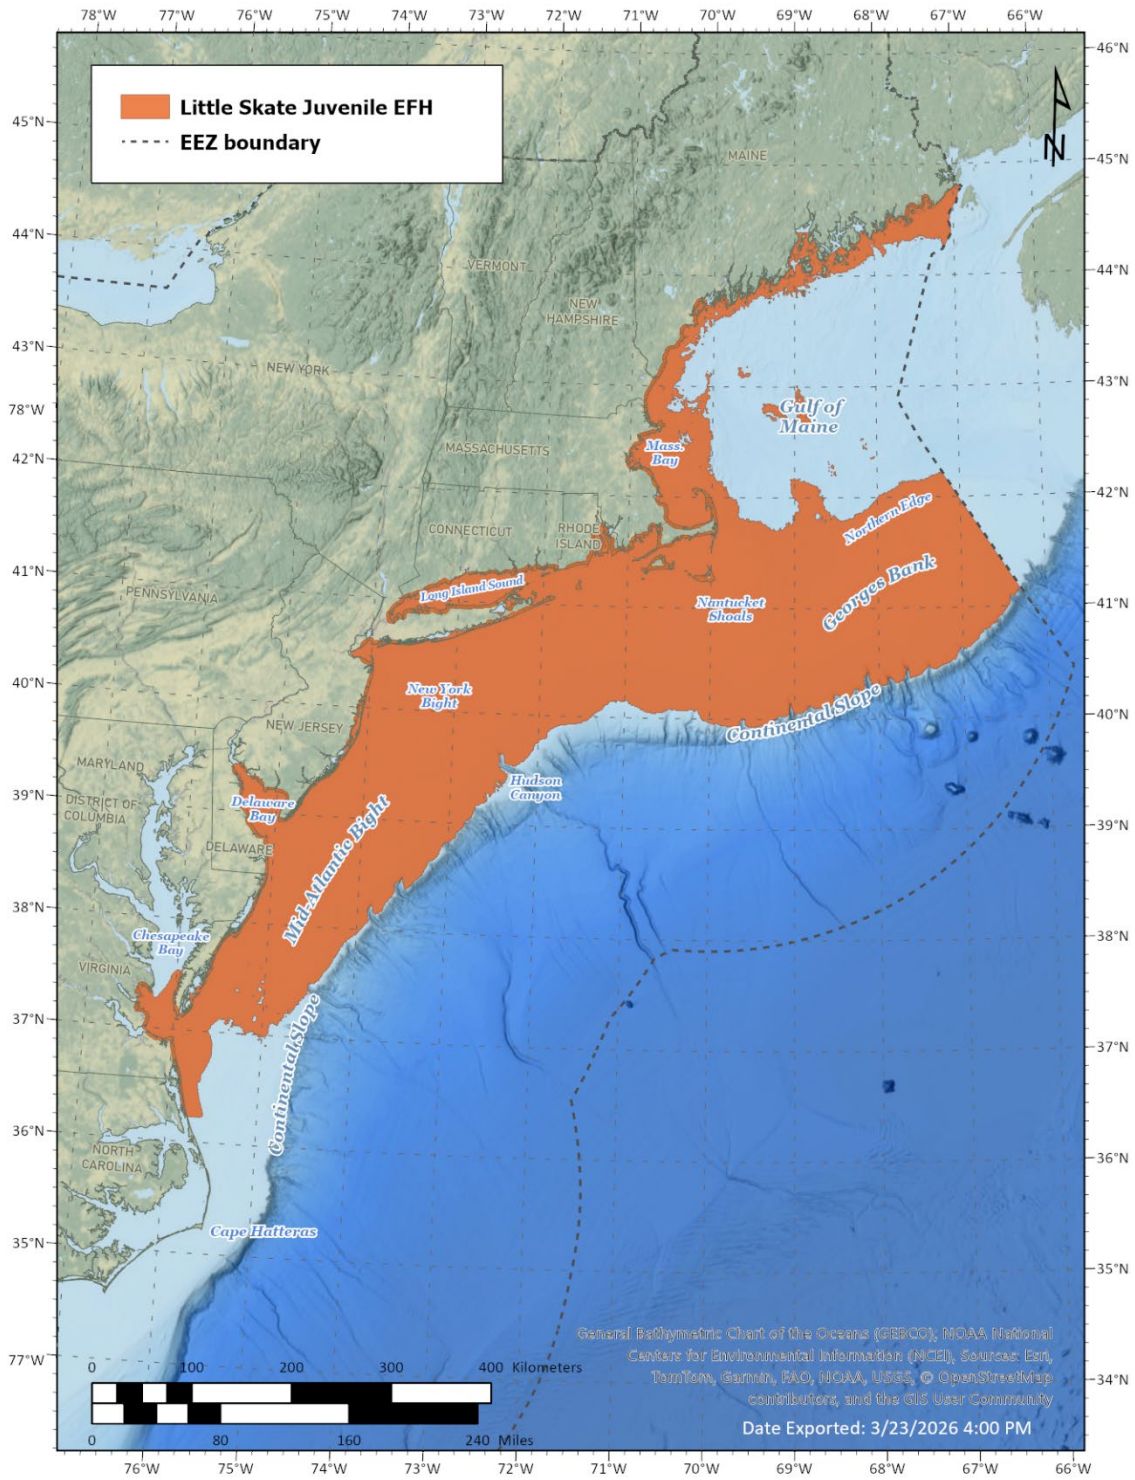 78°W 77°W 76°W 75°W 74°W 73°W 72°W 71°W 70°W 69°W 68°W 67°W 66°W
46°N
Little Skate Juvenile EFH
EEZ boundary
N
45°N
45°N
MAINE
44°N
44°N
VERMONT
NEW
HAMPSHIRE
43°N
NEW YORK
43°N
78°W
Gulf of
Maine
MASSACHUSETTS
Mass.
Bay
42°N
42°N
Northern Edge
CONNECTICUT
RHODE
ISLAND
41°N
Long Island Sound
PENNSYLVANIA
Georges Bank
Nantucket
Shoals
41°N
40°N
New York
Bight
Continental Slope
40°N
NEW JERSEY
MARYLAND
Hudson
Canyon
39°N
DISTRICT OF
COLUMBIA
Delaware
Bay
39°N
DELAWARE
Mid-Atlantic Bight
38°N
Chesapeake
Bay
38°N
VIRGINIA
37°N
Continental Slope
37°N
36°N
NORTH
CAROLINA
36°N
Cape Hatteras
35°N
35°N
General Bathymetric Chart of the Oceans (GEBCO); NOAA National
Centers for Environmental Information (NCEI), Sources: Esri,
TomTom, Garmin, FAO, NOAA, USGS, © OpenStreetMap
contributors, and the GIS User Community
77°W
34°N
0 100 200 300 400 Kilometers
0 80 160 240 Miles
Date Exported: 3/23/2026 4:00 PM
76°W 75°W 74°W 73°W 72°W 71°W 70°W 69°W 68°W 67°W 66°W